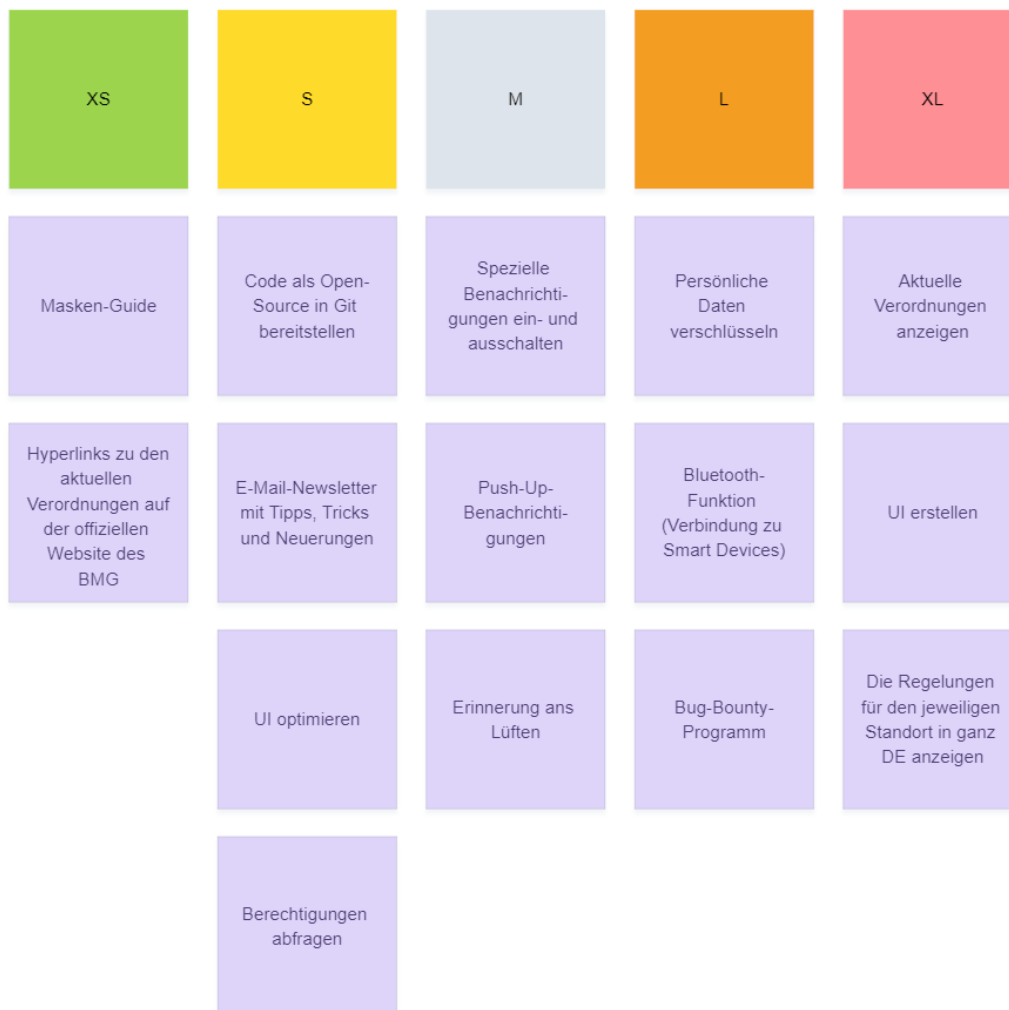 XS
S
M
L
XL
Masken-Guide
Code als Open-
Source in Git
bereitstellen
Spezielle
Benachrichti-
gungen ein- und
ausschalten
Persönliche
Daten
verschlüsseln
Aktuelle
Verordnungen
anzeigen
Hyperlinks zu den
aktuellen
Verordnungen auf
der offiziellen
Website des
BMG
E-Mail-Newsletter
mit Tipps, Tricks
und Neuerungen
Push-Up-
Benachrichti-
gungen
Bluetooth-
Funktion
(Verbindung zu
Smart Devices)
UI erstellen
UI optimieren
Erinnerung ans
Lüften
Bug-Bounty-
Programm
Die Regelungen
für den jeweiligen
Standort in ganz
DE anzeigen
Berechtigungen
abfragen